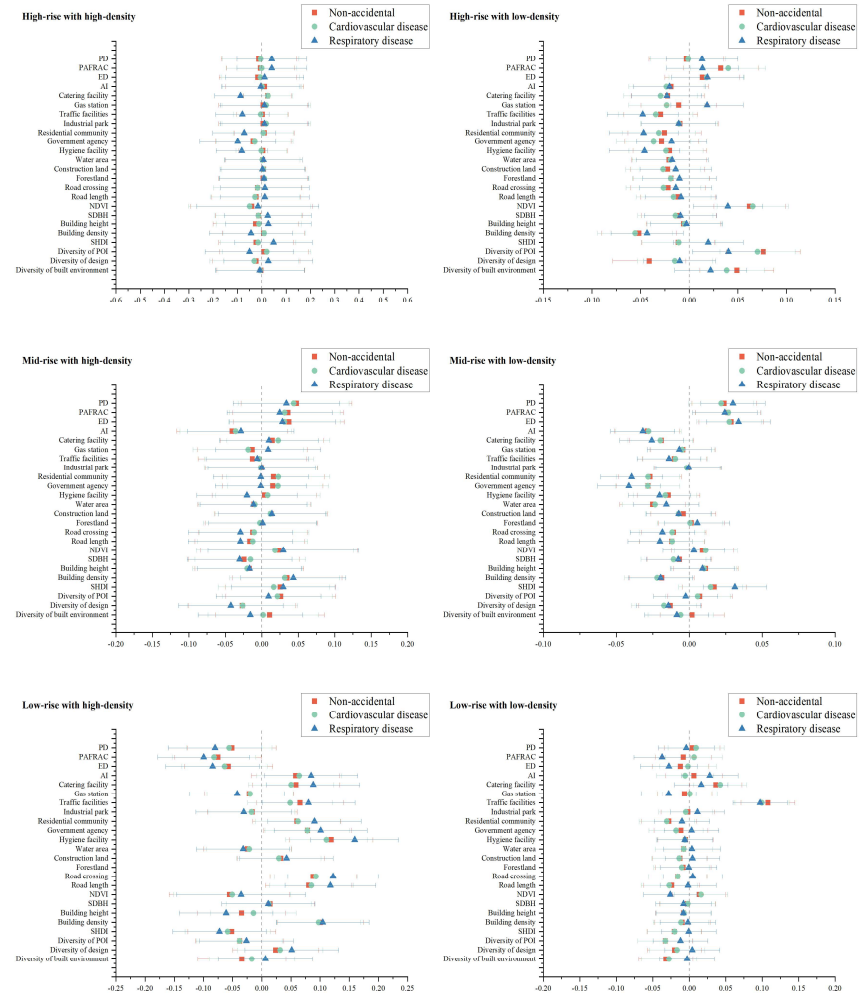 High-rise with high-density
Non-accidental
Cardiovascular disease
Respiratory disease
PD
PAFRAC
ED
AI
Catering facility
Gas station
Traffic facilities
Industrial park
Residential community
Government agency
Hygiene facility
Water area
Construction land
Forestland
Road crossing
Road length
NDVI
SDBH
Building height
Building density
SHDI
Diversity of POI
Diversity of design
Diversity of built environment
-0.6 -0.5 -0.4 -0.3 -0.2 -0.1 0.0 0.1 0.2 0.3 0.4 0.5 0.6
High-rise with low-density
Non-accidental
Cardiovascular disease
Respiratory disease
PD
PAFRAC
ED
AI
Catering facility
Gas station
Traffic facilities
Industrial park
Residential community
Government agency
Hygiene facility
Water area
Construction land
Forestland
Road crossing
Road length
NDVI
SDBH
Building height
Building density
SHDI
Diversity of POI
Diversity of design
Diversity of built environment
-0.15 -0.10 -0.05 0.00 0.05 0.10 0.15
Mid-rise with high-density
Non-accidental
Cardiovascular disease
Respiratory disease
PD
PAFRAC
ED
AI
Catering facility
Gas station
Traffic facilities
Industrial park
Residential community
Government agency
Hygiene facility
Water area
Construction land
Forestland
Road crossing
Road length
NDVI
SDBH
Building height
Building density
SHDI
Diversity of POI
Diversity of design
Diversity of built environment
-0.20 -0.15 -0.10 -0.05 0.00 0.05 0.10 0.15 0.20
Mid-rise with low-density
Non-accidental
Cardiovascular disease
Respiratory disease
PD
PAFRAC
ED
AI
Catering facility
Gas station
Traffic facilities
Industrial park
Residential community
Government agency
Hygiene facility
Water area
Construction land
Forestland
Road crossing
Road length
NDVI
SDBH
Building height
Building density
SHDI
Diversity of POI
Diversity of design
Diversity of built environment
-0.10 -0.05 0.00 0.05 0.10
Low-rise with high-density
Non-accidental
Cardiovascular disease
Respiratory disease
PD
PAFRAC
ED
AI
Catering facility
Gas station
Traffic facilities
Industrial park
Residential community
Government agency
Hygiene facility
Water area
Construction land
Forestland
Road crossing
Road length
NDVI
SDBH
Building height
Building density
SHDI
Diversity of POI
Diversity of design
Diversity of built environment
-0.25 -0.20 -0.15 -0.10 -0.05 0.00 0.05 0.10 0.15 0.20 0.25
Low-rise with low-density
Non-accidental
Cardiovascular disease
Respiratory disease
PD
PAFRAC
ED
AI
Catering facility
Gas station
Traffic facilities
Industrial park
Residential community
Government agency
Hygiene facility
Water area
Construction land
Forestland
Road crossing
Road length
NDVI
SDBH
Building height
Building density
SHDI
Diversity of POI
Diversity of design
Diversity of built environment
-0.20 -0.15 -0.10 -0.05 0.00 0.05 0.10 0.15 0.20